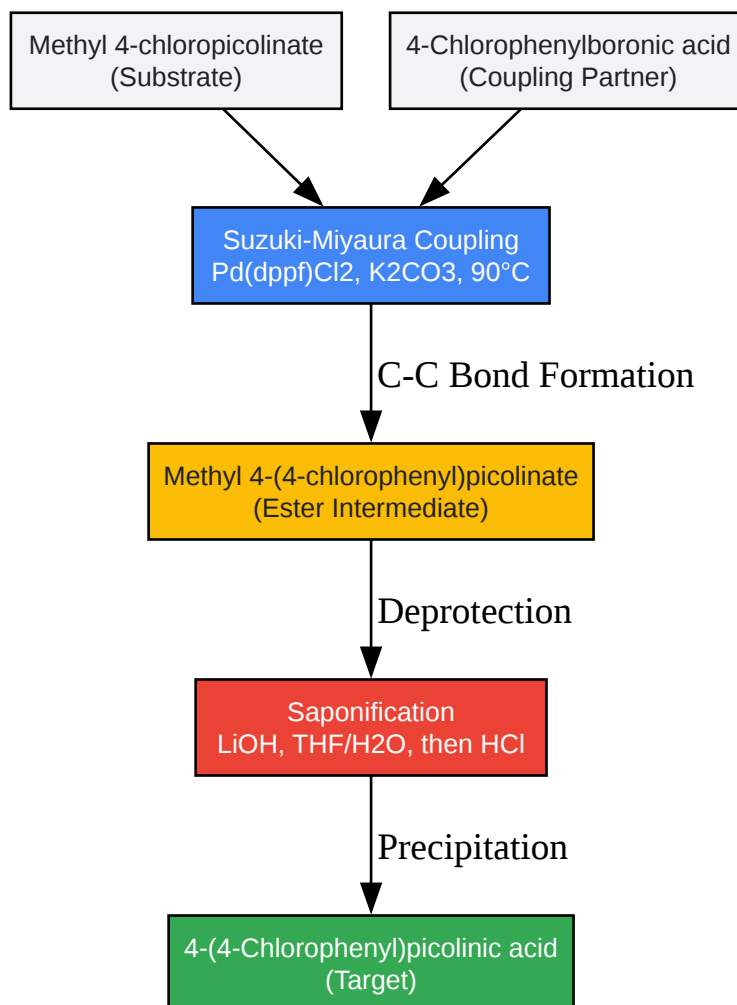 Methyl 4-chloropicolinate
(Substrate)
4-Chlorophenylboronic acid
(Coupling Partner)
Suzuki-Miyaura Coupling
Pd(dppf)Cl2, K2CO3, 90°C
C-C Bond Formation
Methyl 4-(4-chlorophenyl)picolinate
(Ester Intermediate)
Deprotection
Saponification
LiOH, THF/H2O, then HCl
Precipitation
4-(4-Chlorophenyl)picolinic acid
(Target)